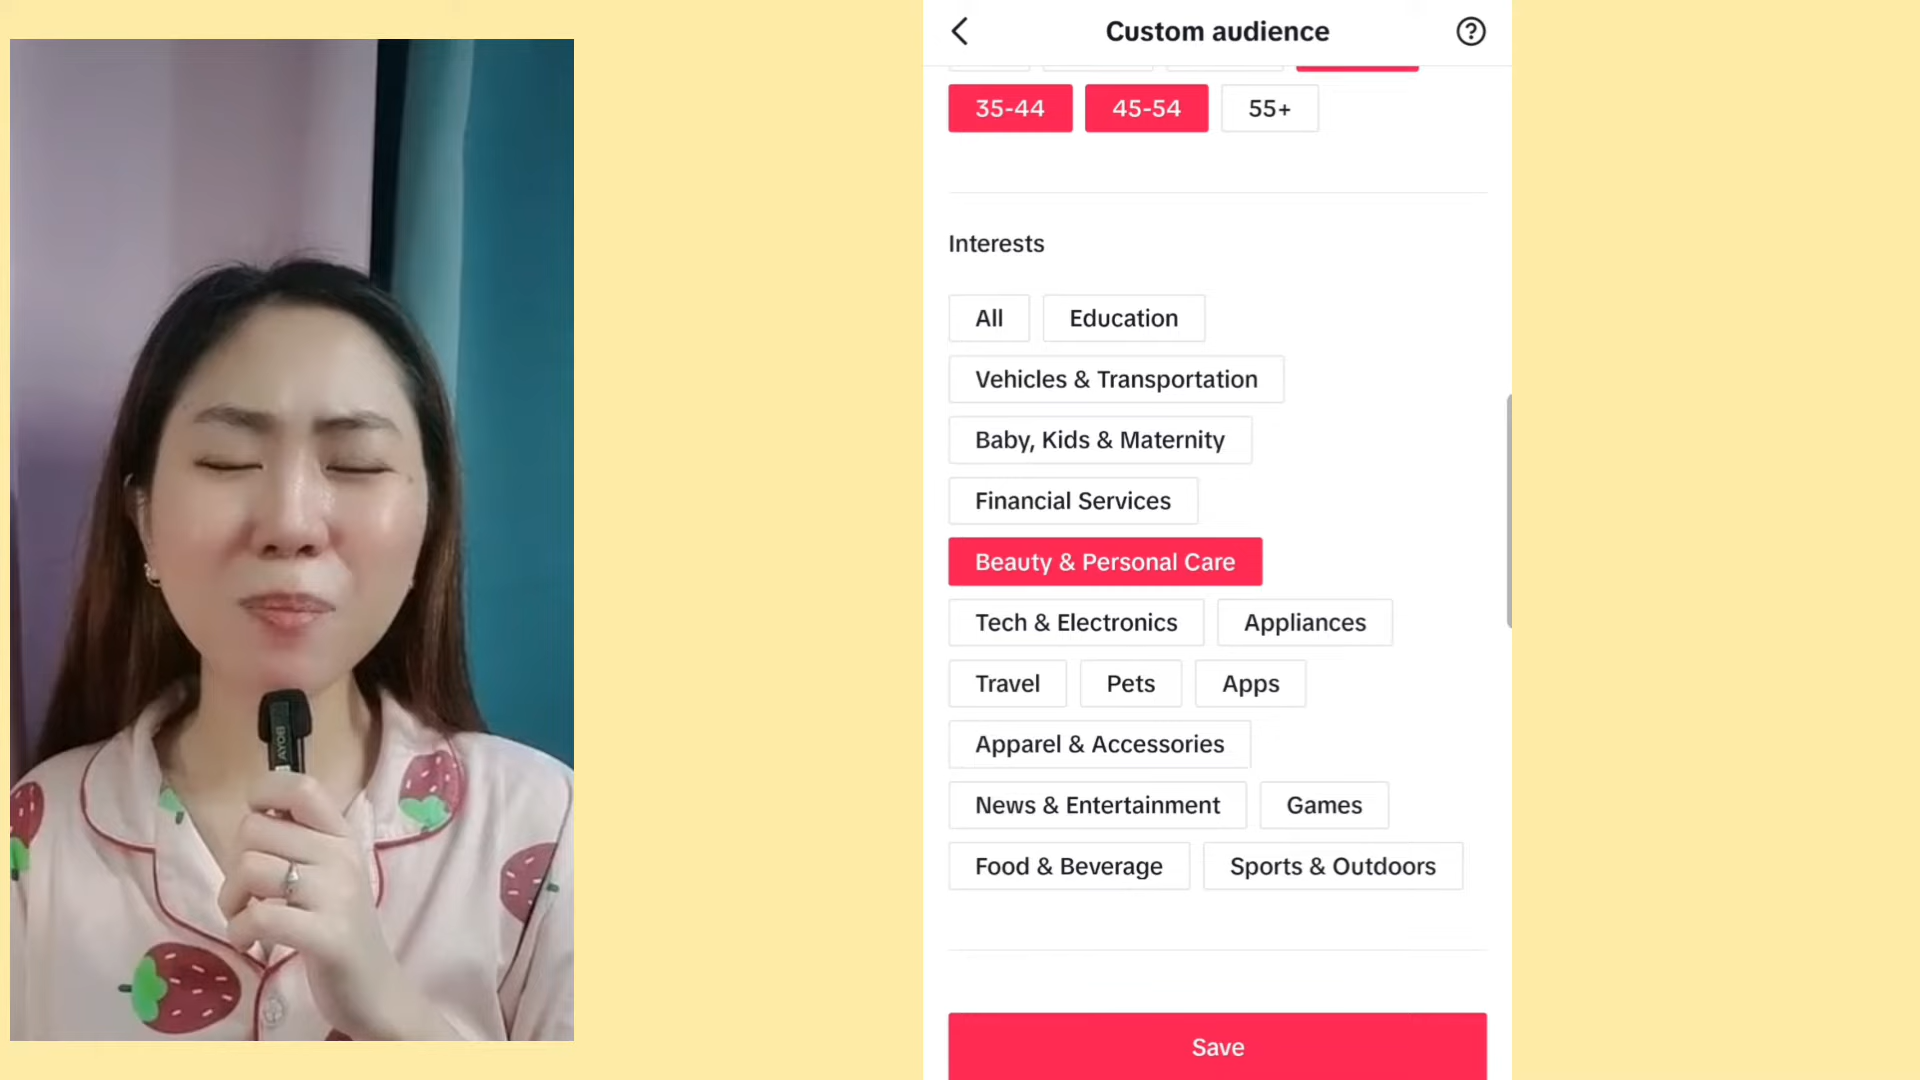 Custom audience
35-44 45-54 55+
Interests
All Education
Vehicles & Transportation
Baby, Kids & Maternity
Financial Services
Beauty & Personal Care
Tech & Electronics Appliances
Travel Pets Apps
Apparel & Accessories
News & Entertainment Games
Food & Beverage Sports & Outdoors
Save
BOYA